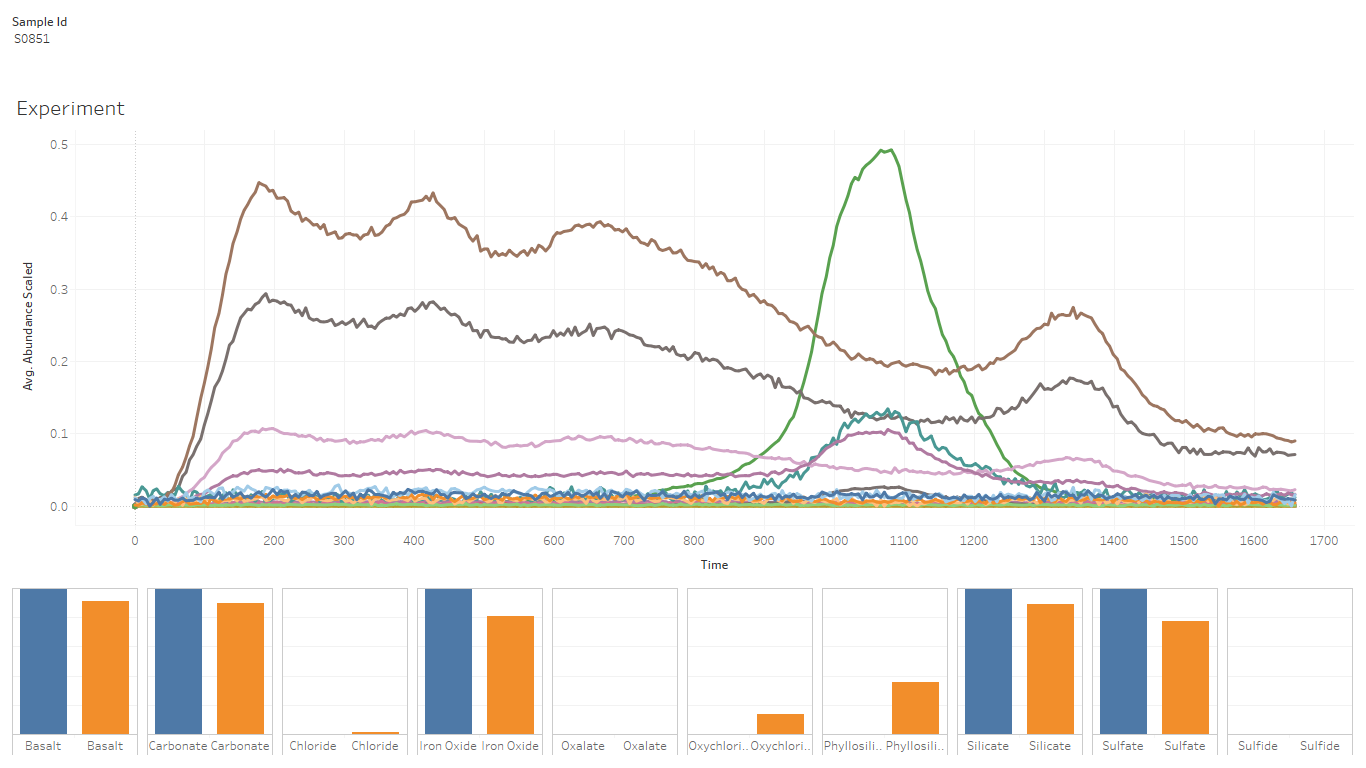 Sample Id
S0851
Experiment
0.5
0.4
0.3
0.2
0.1
0.0
Avg. Abundance Scaled
0 100 200 300 400 500 600 700 800 900 1000 1100 1200 1300 1400 1500 1600 1700
Time
Basalt Basalt Carbonate Carbonate Chloride Chloride Iron Oxide Iron Oxide Oxalate Oxalate Oxychlori.. Oxychlori.. Phyllosili.. Phyllosili.. Silicate Silicate Sulfate Sulfate Sulfide Sulfide